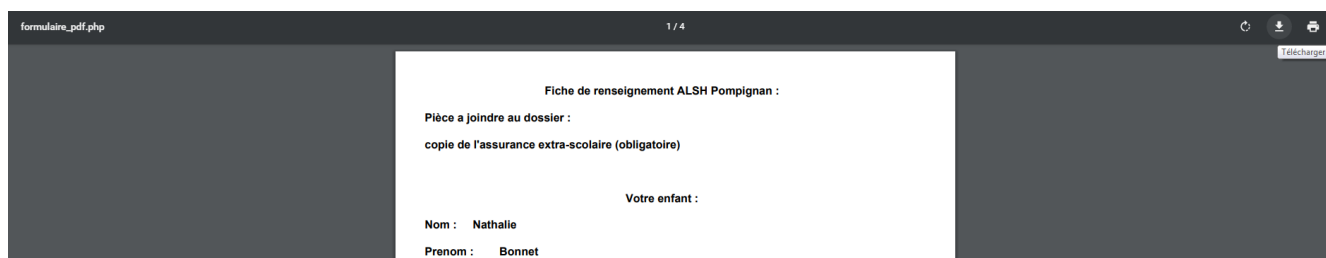 formulaire_pdf.php
1 / 4
Télécharger
Fiche de renseignement ALSH Pompignan :
Pièce a joindre au dossier :
copie de l'assurance extra-scolaire (obligatoire)
Votre enfant :
Nom : Nathalie
Prenom : Bonnet